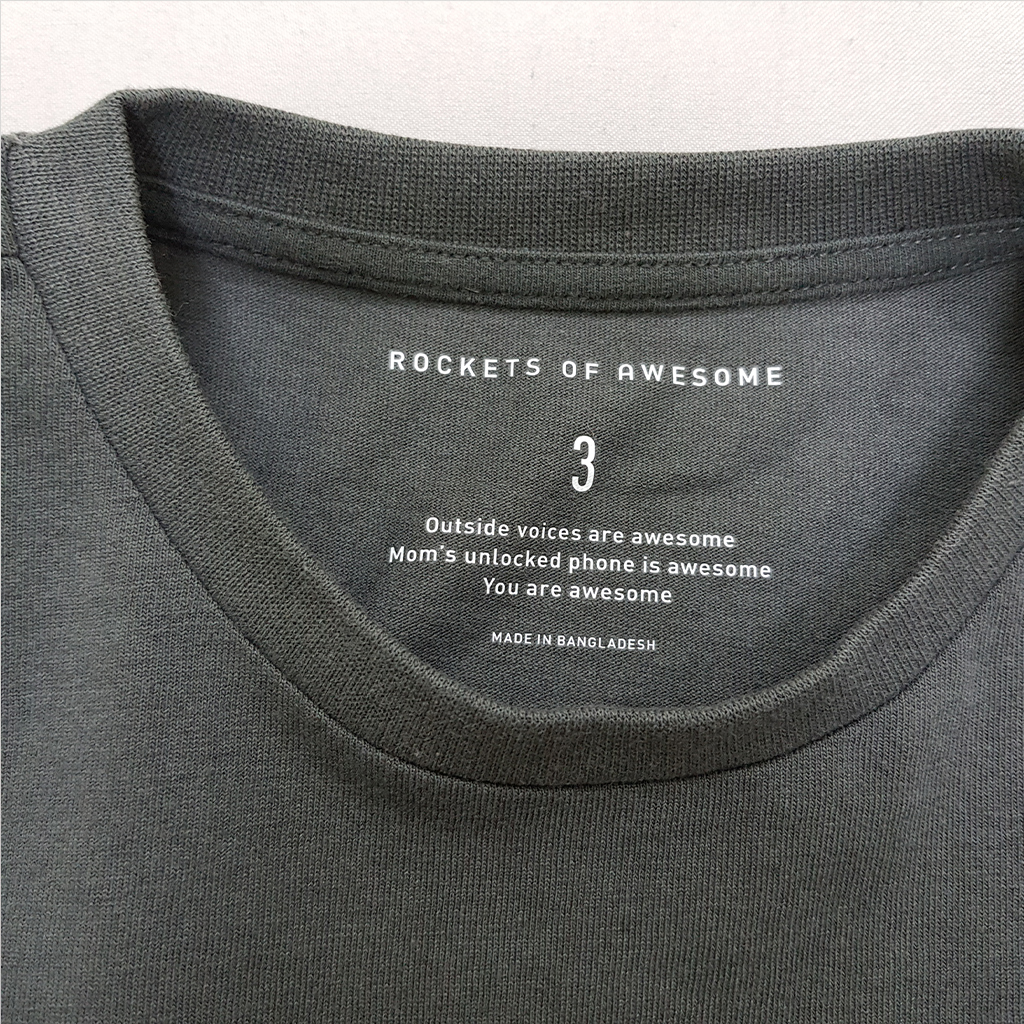 ROCKETS OF AWESOME
3
Outside voices are awesome
Mom's unlocked phone is awesome
You are awesome
MADE IN BANGLADESH